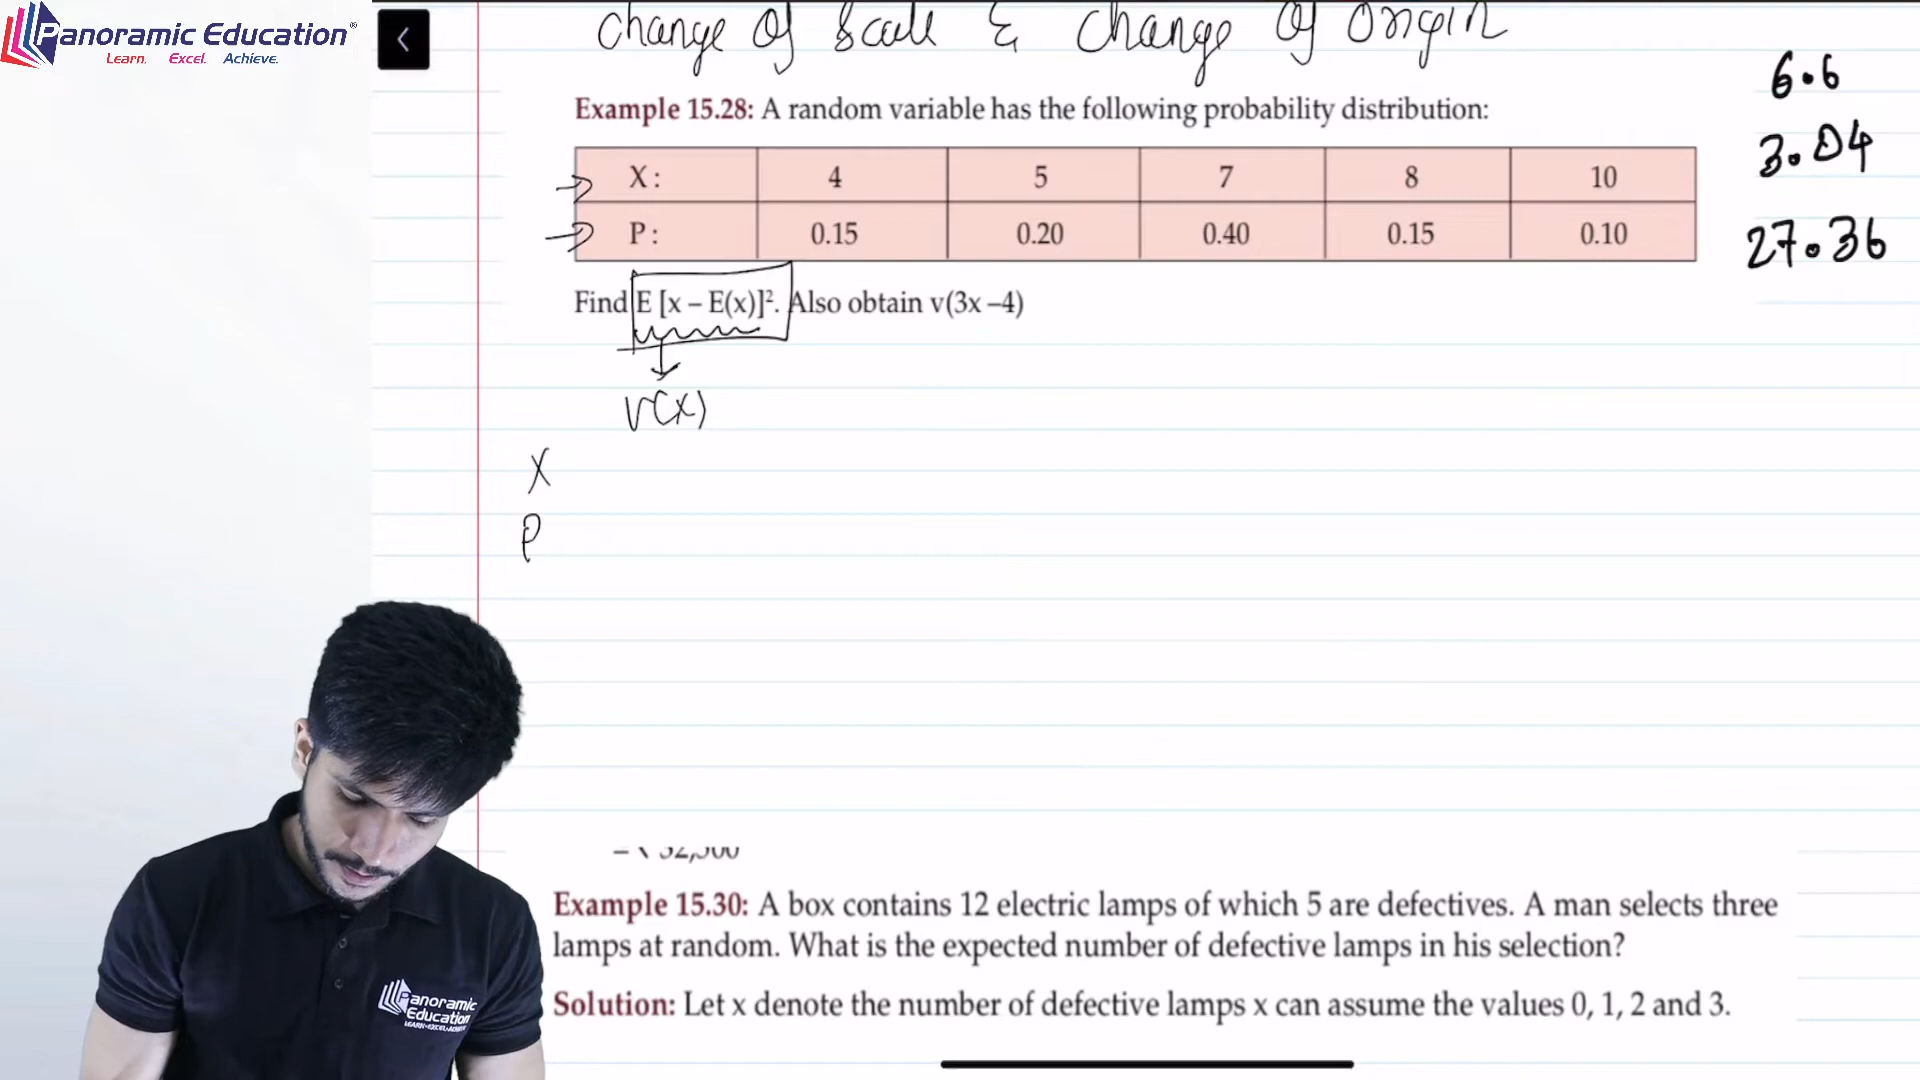 Panoramic Education®
Learn. Excel. Achieve.
Change Of Scale & Change Of Origin
Example 15.28: A random variable has the following probability distribution:
X : 4 5 7 8 10
P : 0.15 0.20 0.40 0.15 0.10
6.6
3.04
27.36
Find E [x – E(x)]². Also obtain v(3x –4)
V(X)
X
P
Example 15.30: A box contains 12 electric lamps of which 5 are defectives. A man selects three
lamps at random. What is the expected number of defective lamps in his selection?
Solution: Let x denote the number of defective lamps x can assume the values 0, 1, 2 and 3.
Panoramic
Education